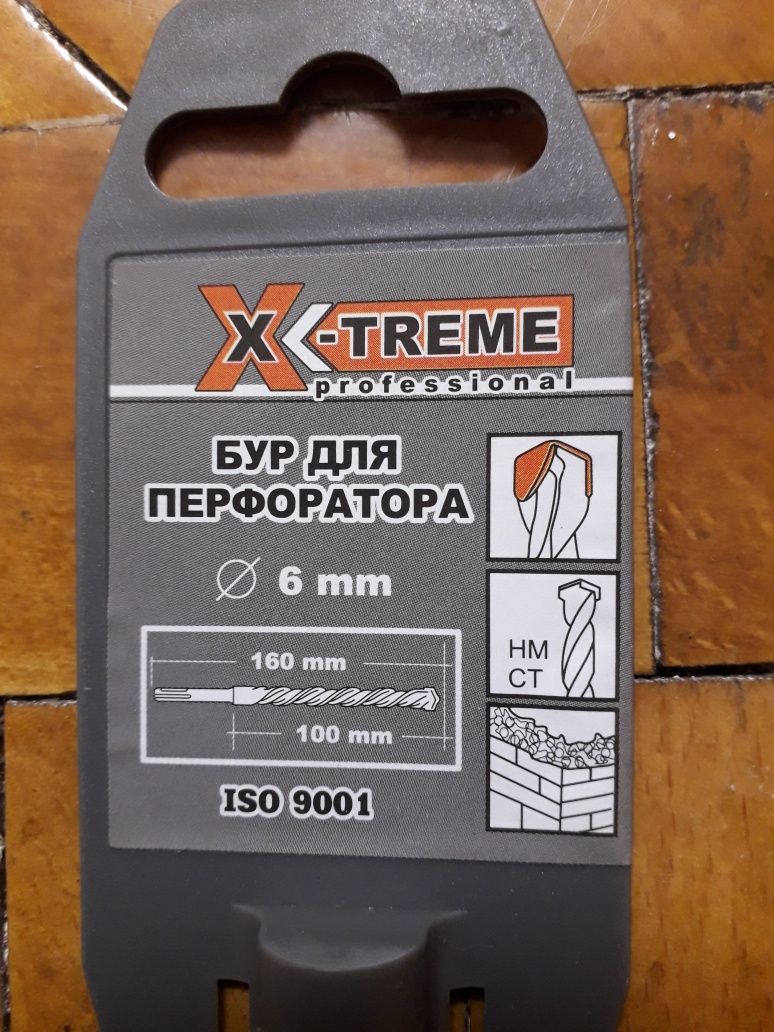 X-TREME
professional
БУР ДЛЯ
ПЕРФОРАТОРА
Ø 6 mm
160 mm
100 mm
HM
CT
ISO 9001